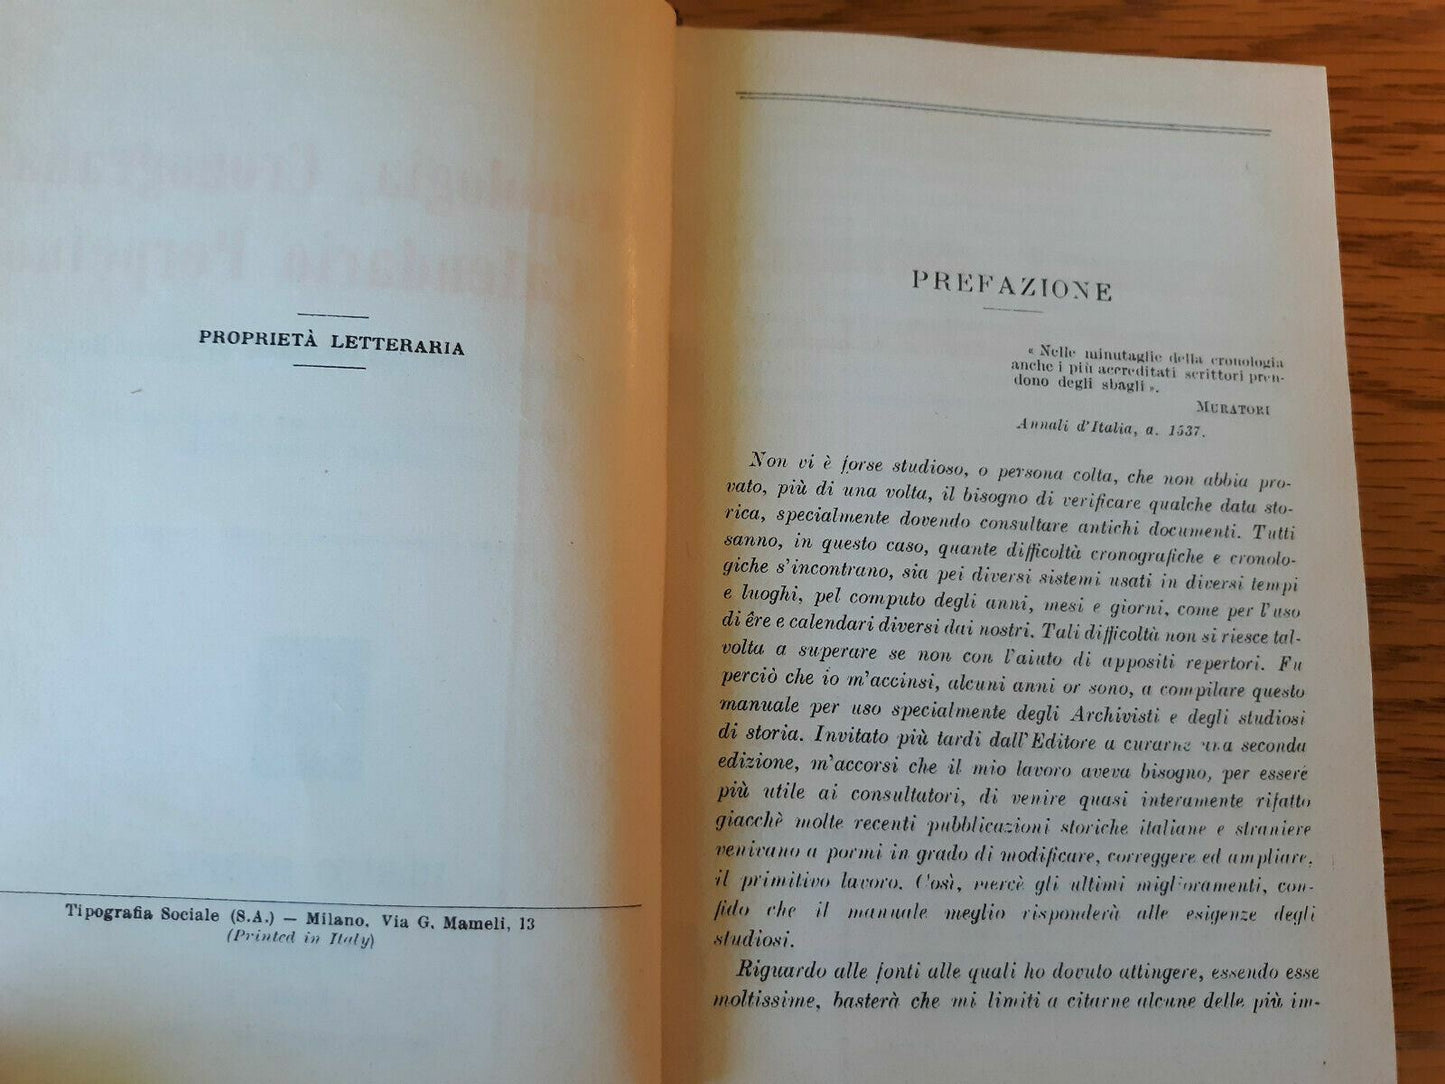 PROPRIETÀ LETTERARIA
Tipografia Sociale (S.A.) — Milano, Via G. Mameli, 13
(Printed in Italy)
PREFAZIONE
« Nelle minutaglie della cronologia
anche i più accreditati scrittori pren-
dono degli sbagli ».
MURATORI
Annali d'Italia, a. 1537.
Non vi è forse studioso, o persona colta, che non abbia pro-
vato, più di una volta, il bisogno di verificare qualche data sto-
rica, specialmente dovendo consultare antichi documenti. Tutti
sanno, in questo caso, quante difficoltà cronografiche e cronolo-
giche s'incontrano, sia pei diversi sistemi usati in diversi tempi
e luoghi, pel computo degli anni, mesi e giorni, come per l'uso
di êre e calendari diversi dai nostri. Tali difficoltà non si riesce tal-
volta a superare se non con l'aiuto di appositi repertori. Fu
perciò che io m'accinsi, alcuni anni or sono, a compilare questo
manuale per uso specialmente degli Archivisti e degli studiosi
di storia. Invitato più tardi dall'Editore a curarne una seconda
edizione, m'accorsi che il mio lavoro aveva bisogno, per essere
più utile ai consultatori, di venire quasi interamente rifatto
giacchè molte recenti pubblicazioni storiche italiane e straniere
venivano a pormi in grado di modificare, correggere ed ampliare,
il primitivo lavoro. Così, mercè gli ultimi miglioramenti, con-
fido che il manuale meglio risponderà alle esigenze degli
studiosi.
Riguardo alle fonti alle quali ho dovuto attingere, essendo esse
moltissime, basterà che mi limiti a citarne alcune delle più im-